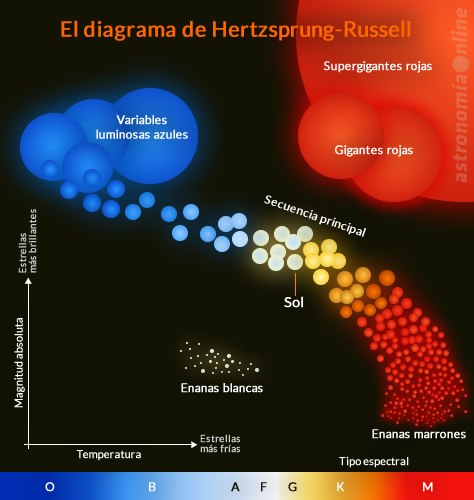 El diagrama de Hertzsprung-Russell
astronomía online
Supergigantes rojas
Variables
luminosas azules
Gigantes rojas
Secuencia principal
Estrellas
más brillantes
Sol
Magnitud absoluta
Enanas blancas
Enanas marrones
Estrellas
más frías
Temperatura
Tipo espectral
O B A F G K M